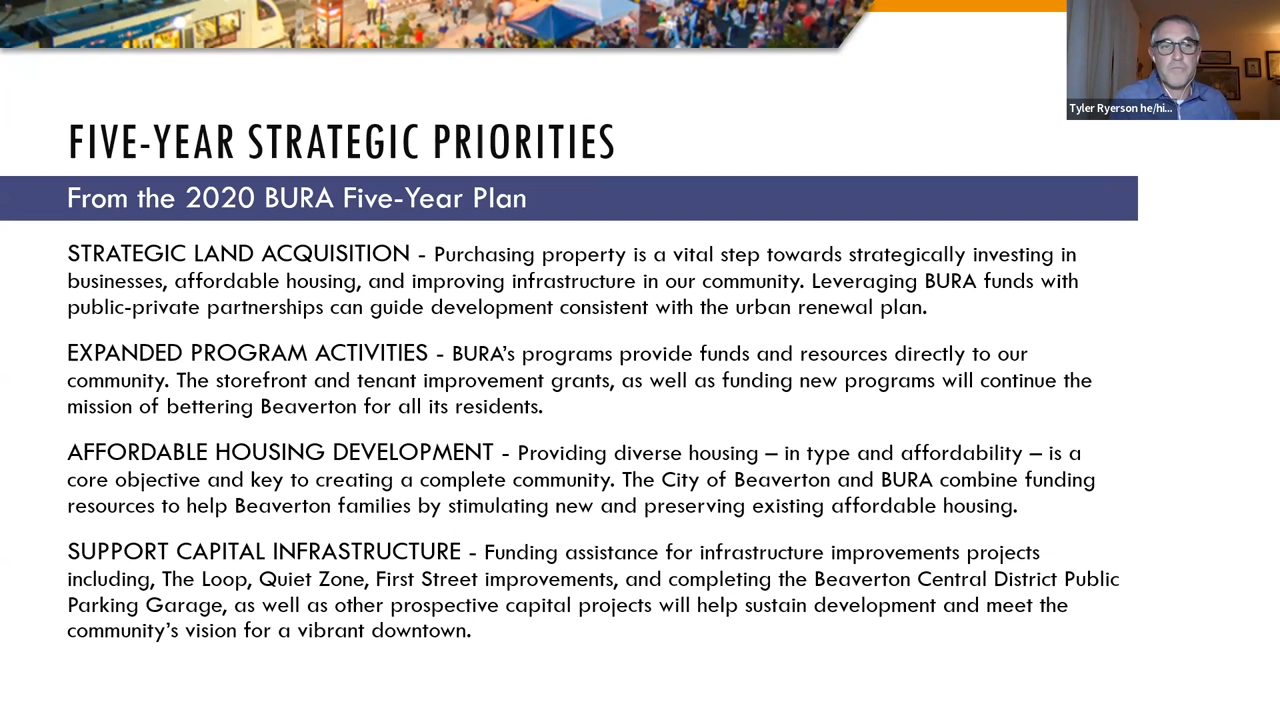 Tyler Ryerson he/hi...
FIVE-YEAR STRATEGIC PRIORITIES
From the 2020 BURA Five-Year Plan
STRATEGIC LAND ACQUISITION - Purchasing property is a vital step towards strategically investing in
businesses, affordable housing, and improving infrastructure in our community. Leveraging BURA funds with
public-private partnerships can guide development consistent with the urban renewal plan.
EXPANDED PROGRAM ACTIVITIES - BURA's programs provide funds and resources directly to our
community. The storefront and tenant improvement grants, as well as funding new programs will continue the
mission of bettering Beaverton for all its residents.
AFFORDABLE HOUSING DEVELOPMENT - Providing diverse housing – in type and affordability – is a
core objective and key to creating a complete community. The City of Beaverton and BURA combine funding
resources to help Beaverton families by stimulating new and preserving existing affordable housing.
SUPPORT CAPITAL INFRASTRUCTURE - Funding assistance for infrastructure improvements projects
including, The Loop, Quiet Zone, First Street improvements, and completing the Beaverton Central District Public
Parking Garage, as well as other prospective capital projects will help sustain development and meet the
community's vision for a vibrant downtown.